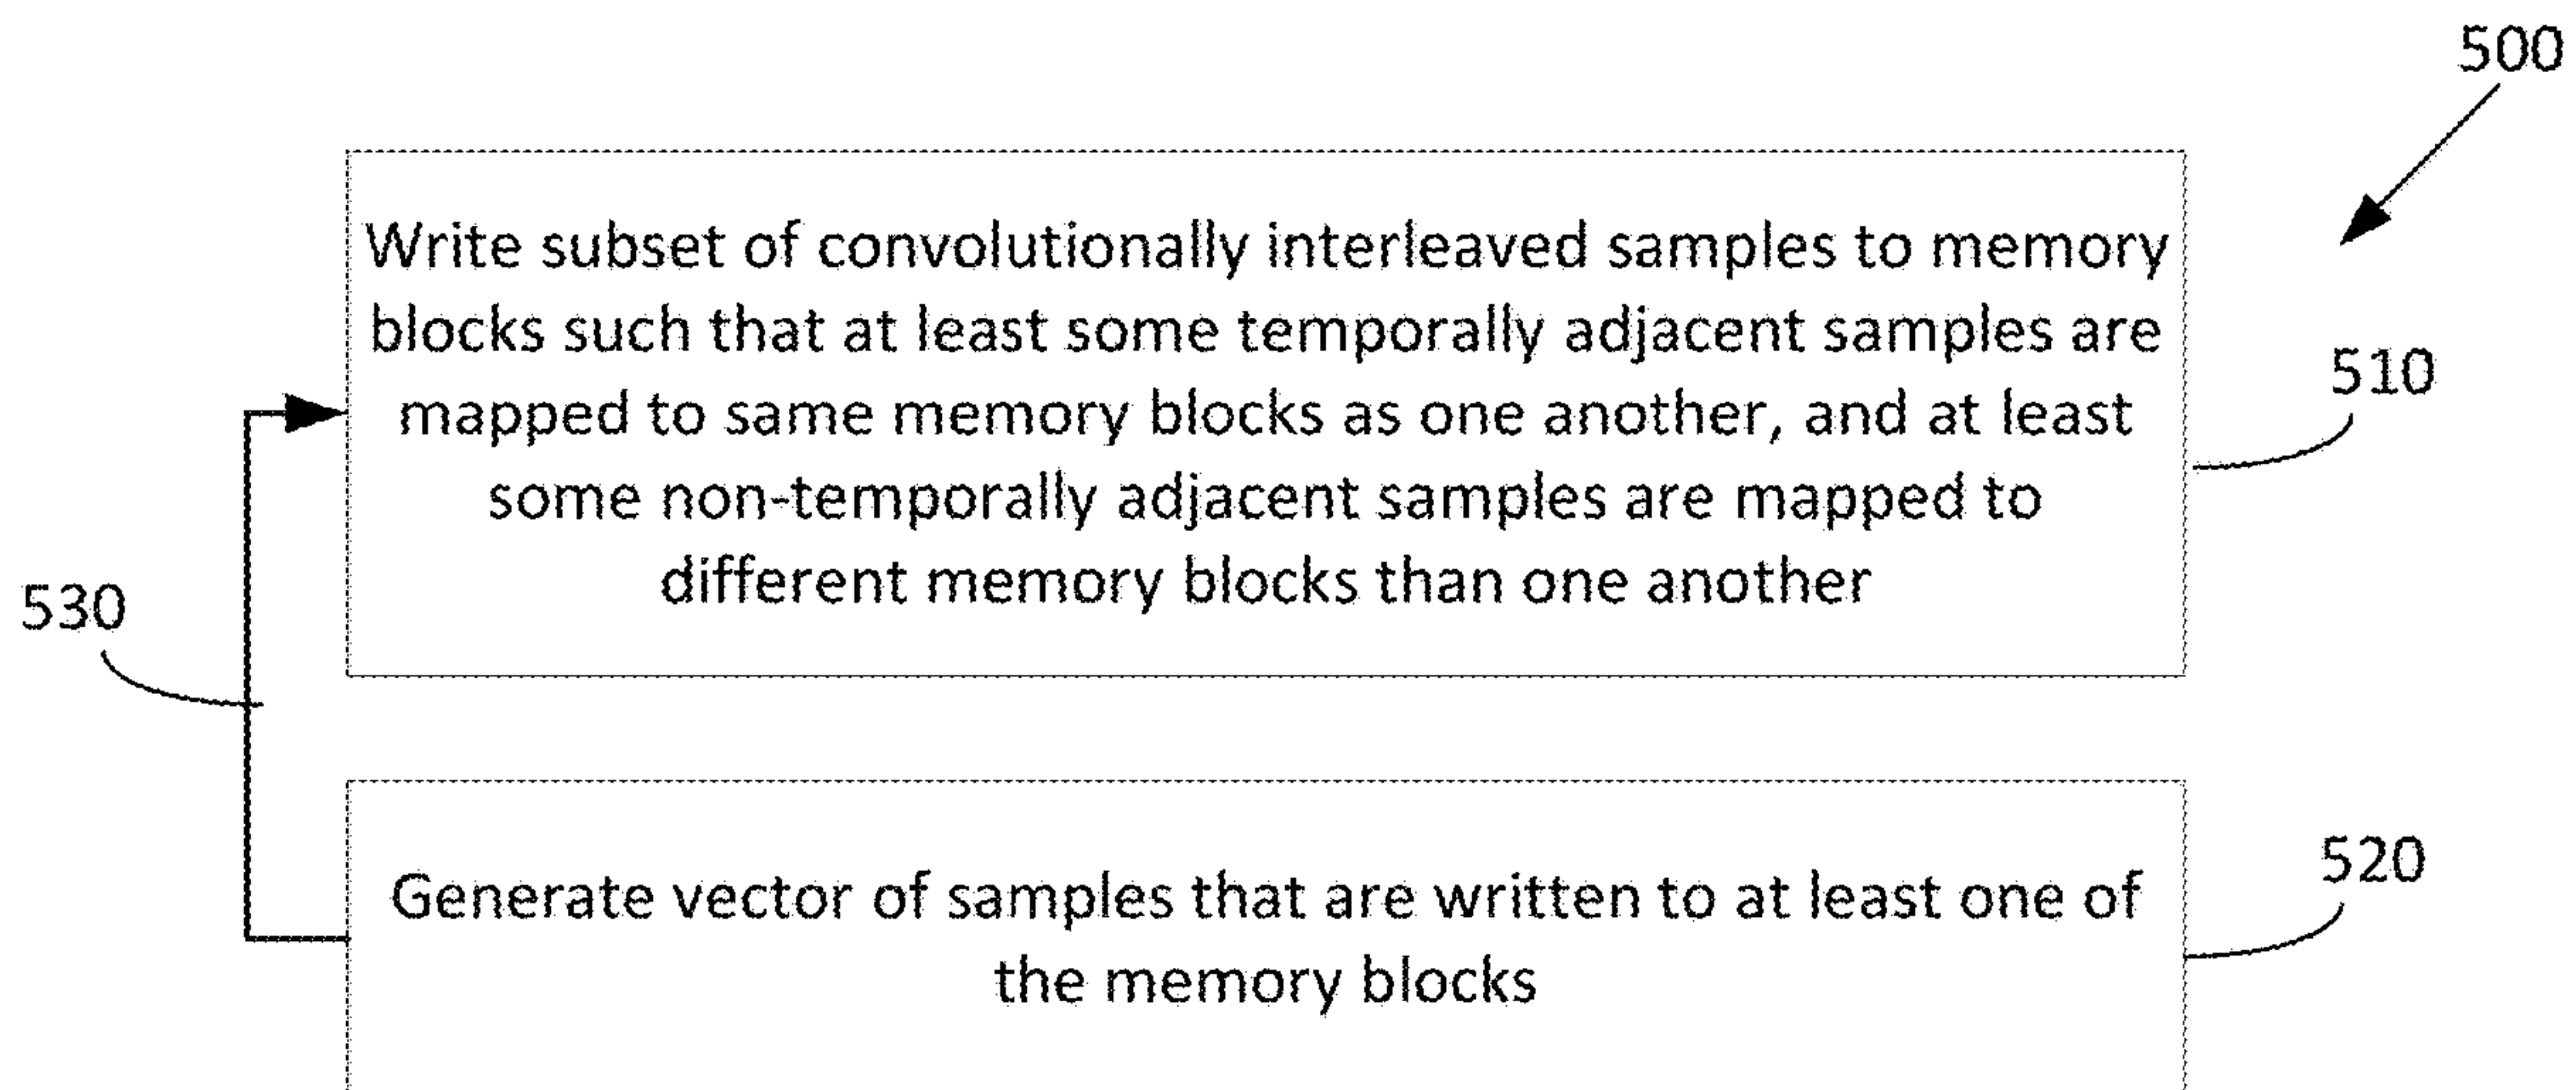 500
Write subset of convolutionally interleaved samples to memory
blocks such that at least some temporally adjacent samples are
mapped to same memory blocks as one another, and at least
some non-temporally adjacent samples are mapped to
different memory blocks than one another
510
530
Generate vector of samples that are written to at least one of
the memory blocks
520